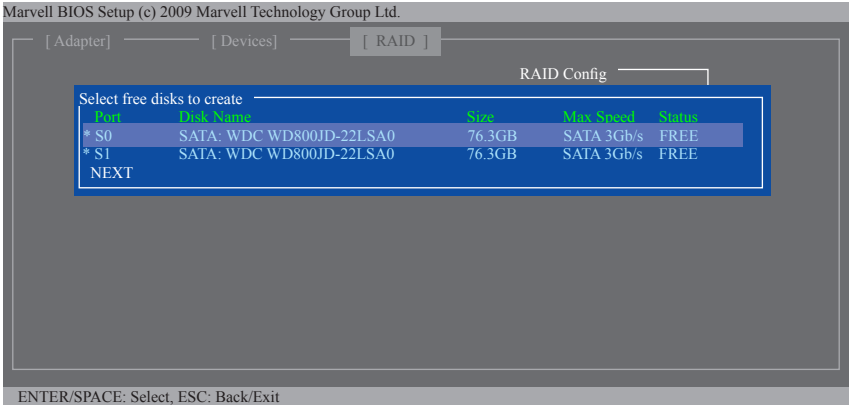 Marvell BIOS Setup (c) 2009 Marvell Technology Group Ltd.
[ Adapter] [ Devices] [ RAID ]
RAID Config
Select free disks to create
Port Disk Name Size Max Speed Status
* S0 SATA: WDC WD800JD-22LSA0 76.3GB SATA 3Gb/s FREE
* S1 SATA: WDC WD800JD-22LSA0 76.3GB SATA 3Gb/s FREE
NEXT
ENTER/SPACE: Select, ESC: Back/Exit